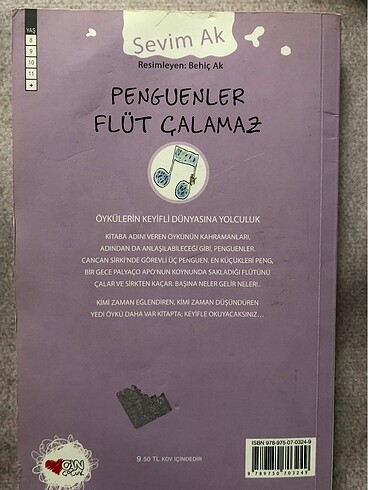 YAŞ
8
9
10
11
+
Sevim Ak
Resimleyen: Behiç Ak
PENGUENLER
FLÜT ÇALAMAZ
ÖYKÜLERİN KEYİFLİ DÜNYASINA YOLCULUK
KİTABA ADINI VEREN ÖYKÜNÜN KAHRAMANLARI,
ADINDAN DA ANLAŞILABİLECEĞİ GİBİ, PENGUENLER.
CANCAN SİRKİ'NDE GÖREVLİ ÜÇ PENGUEN. EN KÜÇÜKLERİ PENG,
BİR GECE PALYAÇO APO'NUN KOYNUNDA SAKLADIĞI FLÜTÜNÜ
ÇALAR VE SİRKTEN KAÇAR. BAŞINA NELER GELİR NELER!..
KİMİ ZAMAN EĞLENDİREN, KİMİ ZAMAN DÜŞÜNDÜREN
YEDİ ÖYKÜ DAHA VAR KİTAPTA; KEYİFLE OKUYACAKSINIZ...
CAN
ÇOCUK
9.50 TL KDV İÇİNDEDİR
ISBN 978-975-07-0324-9
9 789750 703249